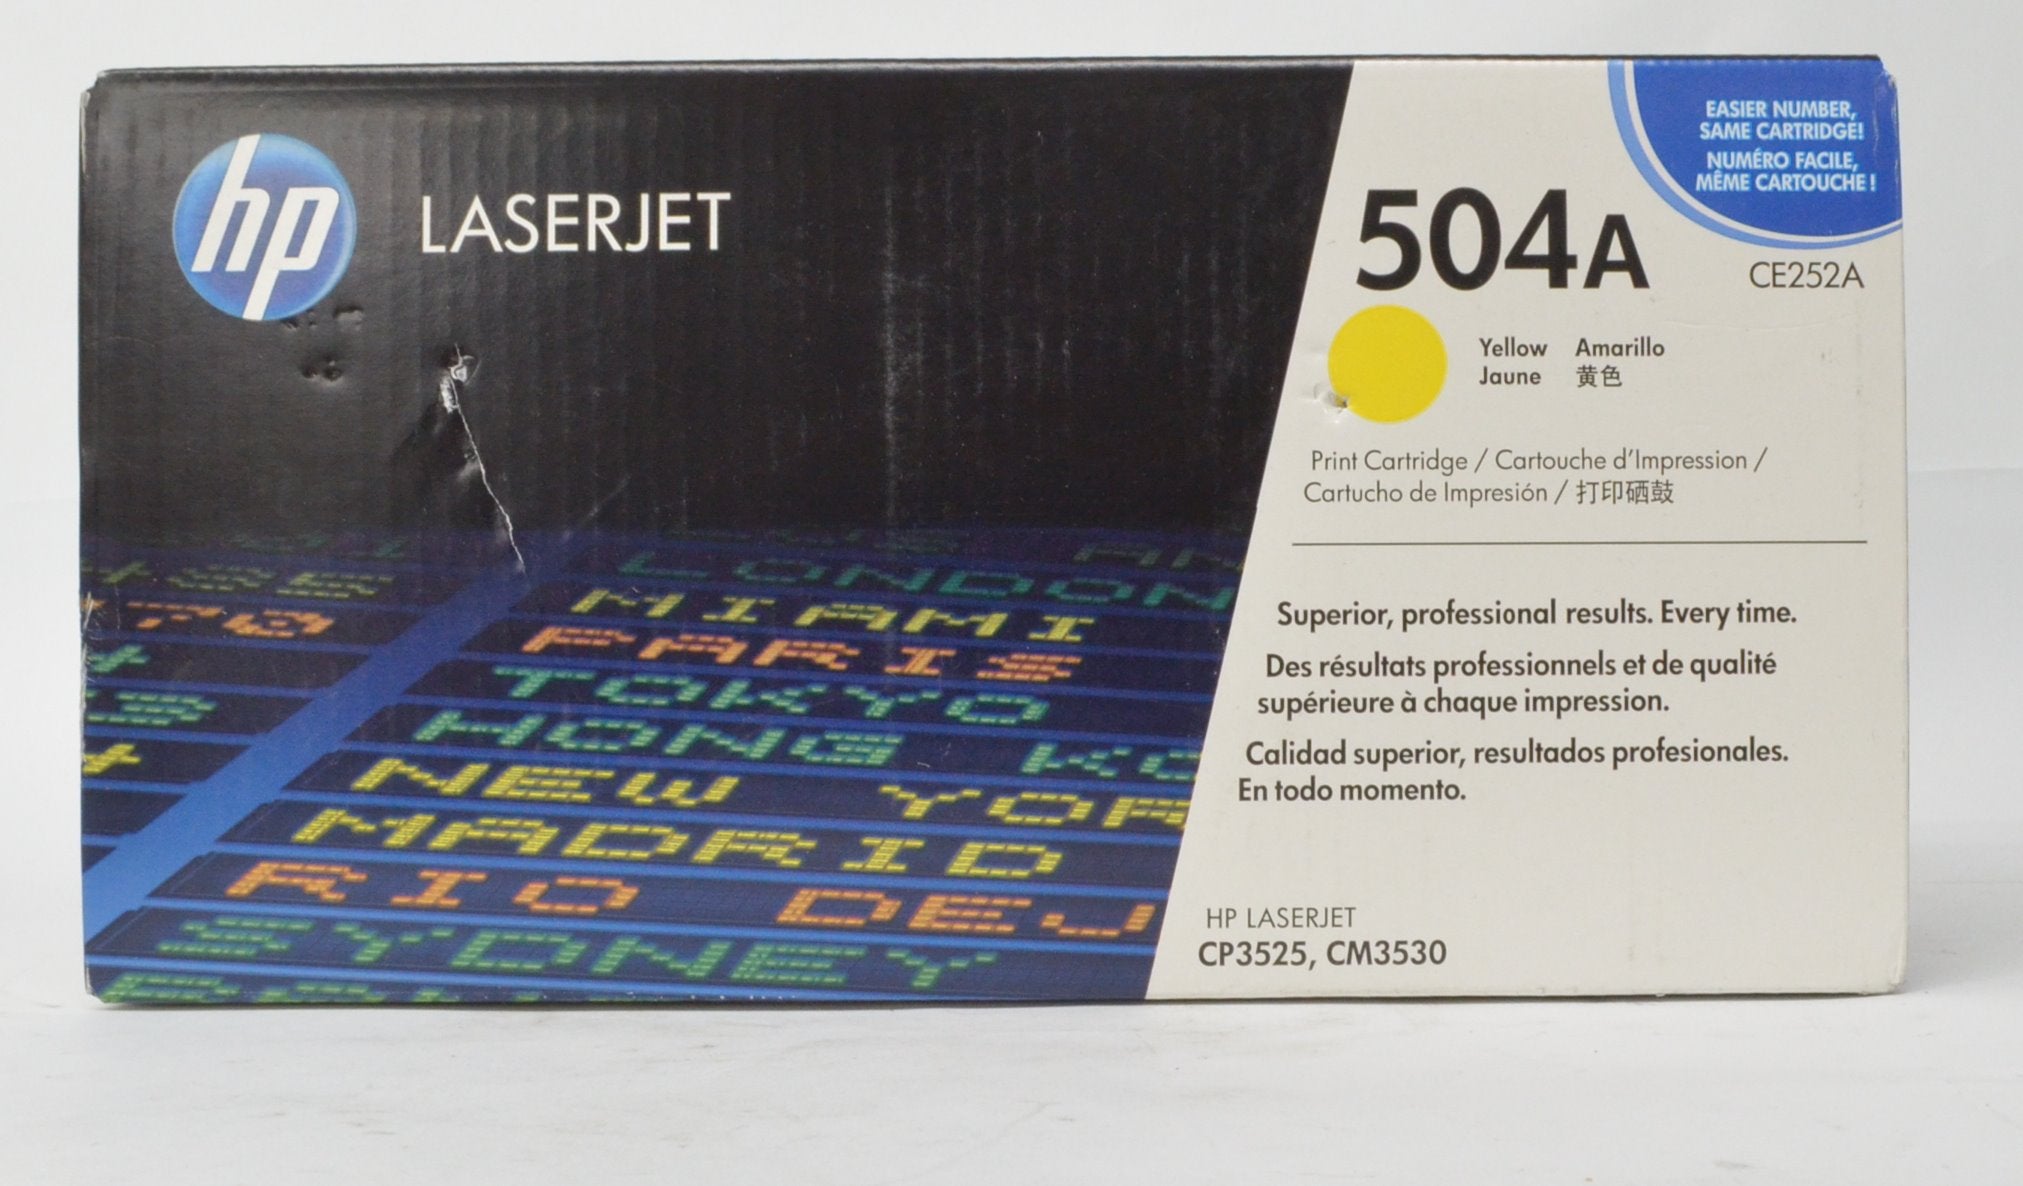 hp
LASERJET
EASIER NUMBER,
SAME CARTRIDGE!
NUMÉRO FACILE,
MÊME CARTOUCHE !
504A
CE252A
Yellow Amarillo
Jaune 黄色
Print Cartridge / Cartouche d'Impression /
Cartucho de Impresión / 打印硒鼓
Superior, professional results. Every time.
Des résultats professionnels et de qualité
supérieure à chaque impression.
Calidad superior, resultados profesionales.
En todo momento.
HP LASERJET
CP3525, CM3530
LONDON
MIAMI
PARIS
TOKYO
HONG KO
NEW YOR
MADRID
RIO DEJ
SYDNEY